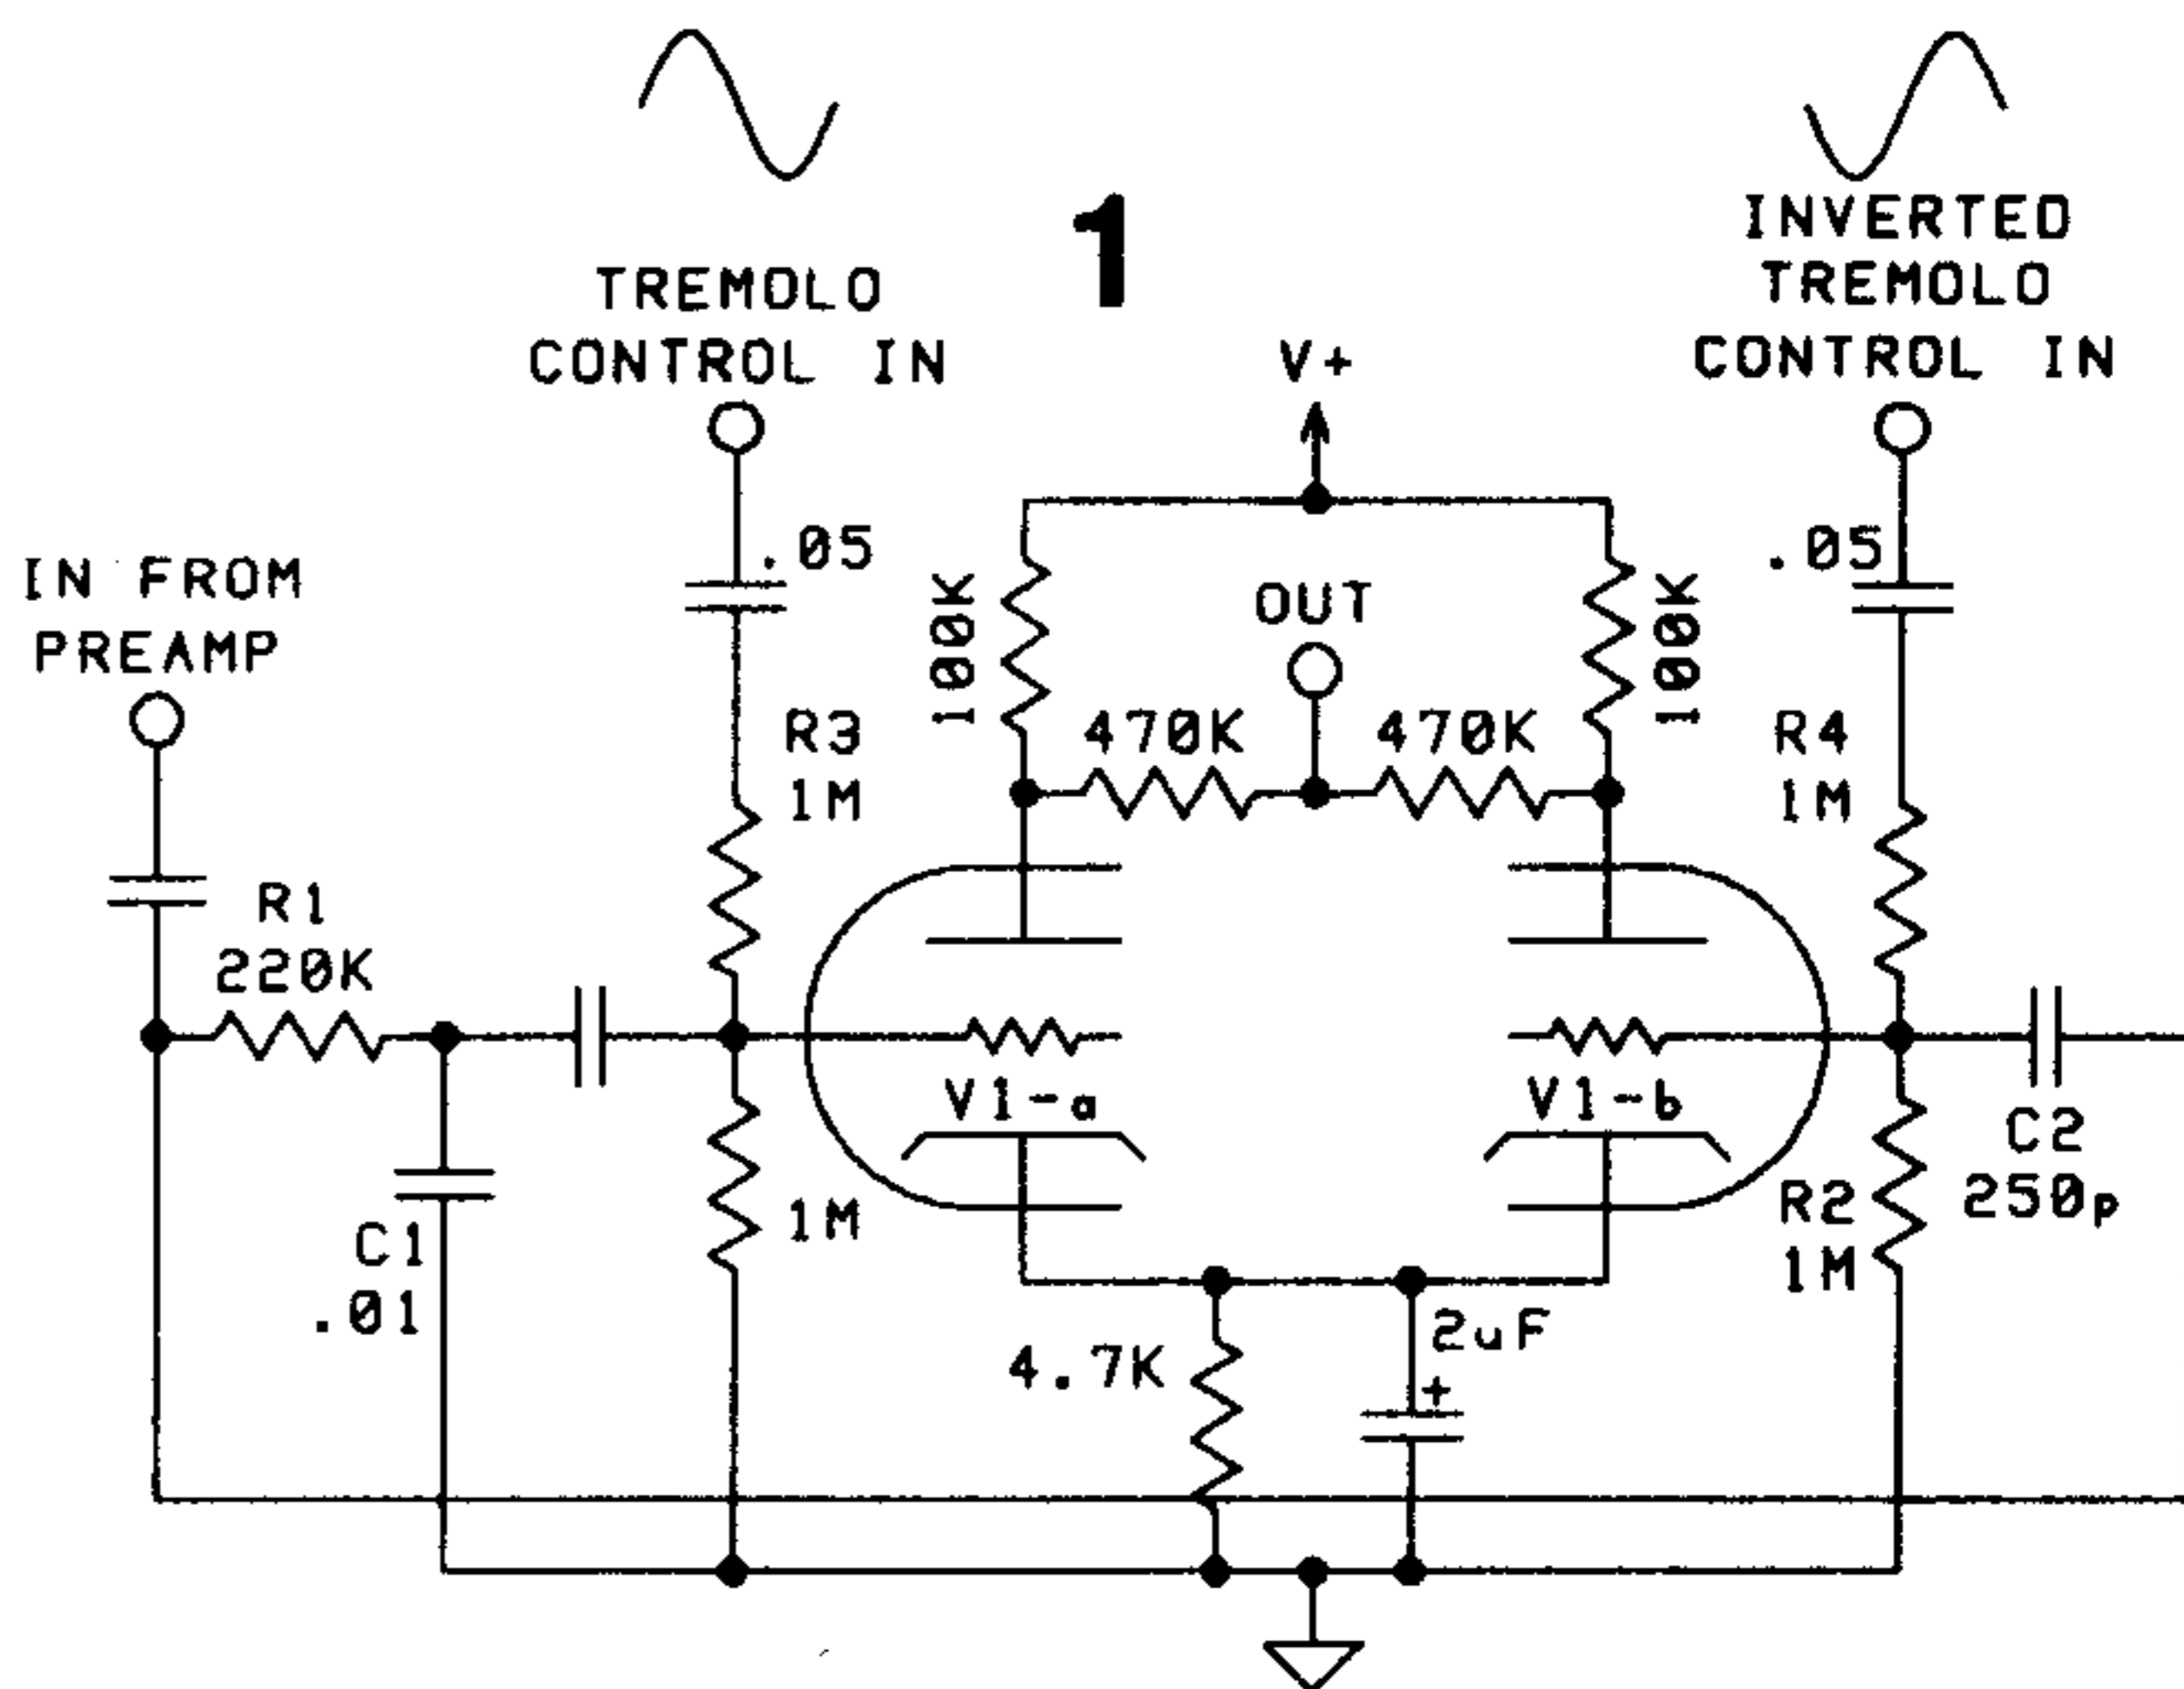 1
TREMOLO
CONTROL IN
INVERTED
TREMOLO
CONTROL IN
V+
IN FROM
PREAMP
.05
100K
OUT
100K
.05
R3
1M
470K
470K
R4
1M
R1
220K
V1-a
V1-b
C2
250p
C1
.01
1M
R2
1M
4.7K
2uF
+